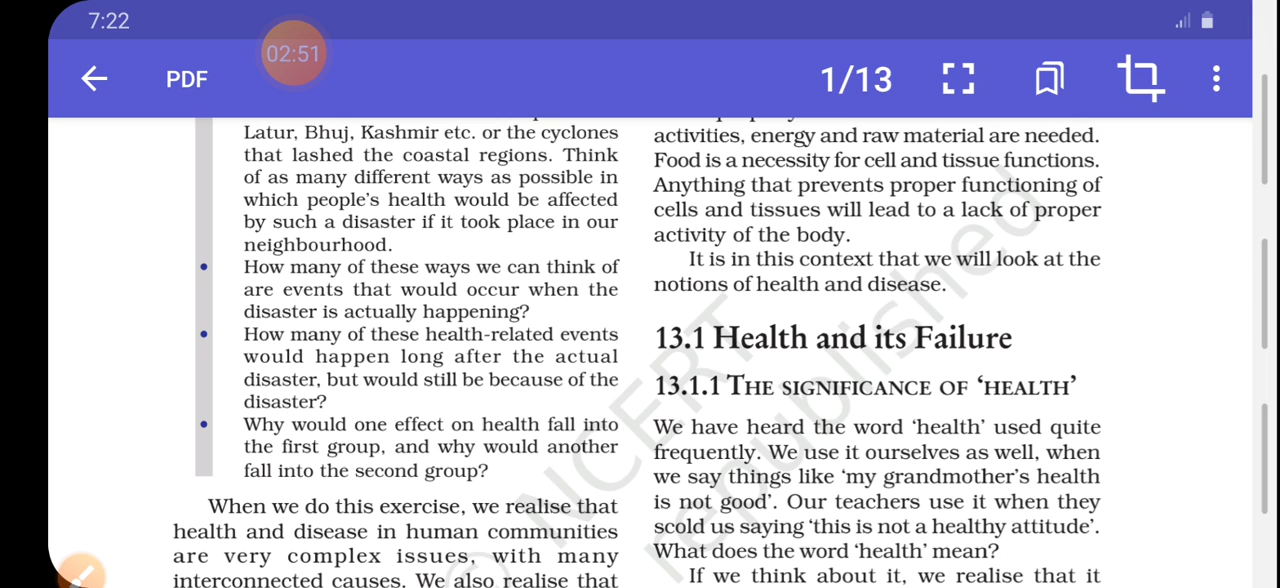 7:22
02:51
PDF
1/13
Latur, Bhuj, Kashmir etc. or the cyclones
that lashed the coastal regions. Think
of as many different ways as possible in
which people's health would be affected
by such a disaster if it took place in our
neighbourhood.
• How many of these ways we can think of
are events that would occur when the
disaster is actually happening?
• How many of these health-related events
would happen long after the actual
disaster, but would still be because of the
disaster?
• Why would one effect on health fall into
the first group, and why would another
fall into the second group?
When we do this exercise, we realise that
health and disease in human communities
are very complex issues, with many
interconnected causes. We also realise that
activities, energy and raw material are needed.
Food is a necessity for cell and tissue functions.
Anything that prevents proper functioning of
cells and tissues will lead to a lack of proper
activity of the body.
It is in this context that we will look at the
notions of health and disease.
13.1 Health and its Failure
13.1.1 THE SIGNIFICANCE OF ‘HEALTH’
We have heard the word ‘health’ used quite
frequently. We use it ourselves as well, when
we say things like ‘my grandmother’s health
is not good’. Our teachers use it when they
scold us saying ‘this is not a healthy attitude’.
What does the word ‘health’ mean?
If we think about it, we realise that it
© NCERT
republished